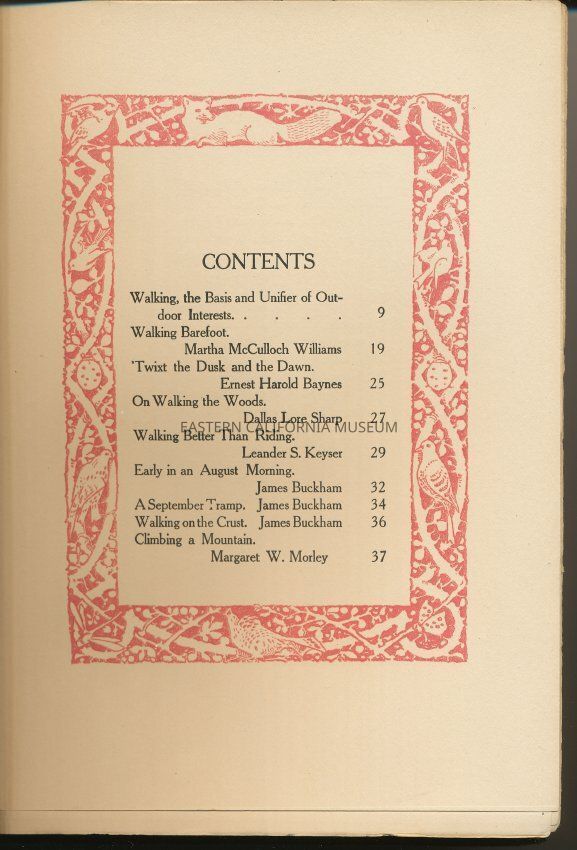 CONTENTS
Walking, the Basis and Unifier of Out-
door Interests. . . . . 9
Walking Barefoot.
Martha McCulloch Williams 19
'Twixt the Dusk and the Dawn.
Ernest Harold Baynes 25
On Walking the Woods.
Dallas Lore Sharp 27
EASTERN CALIFORNIA MUSEUM
Walking Better Than Riding.
Leander S. Keyser 29
Early in an August Morning.
James Buckham 32
A September Tramp. James Buckham 34
Walking on the Crust. James Buckham 36
Climbing a Mountain.
Margaret W. Morley 37